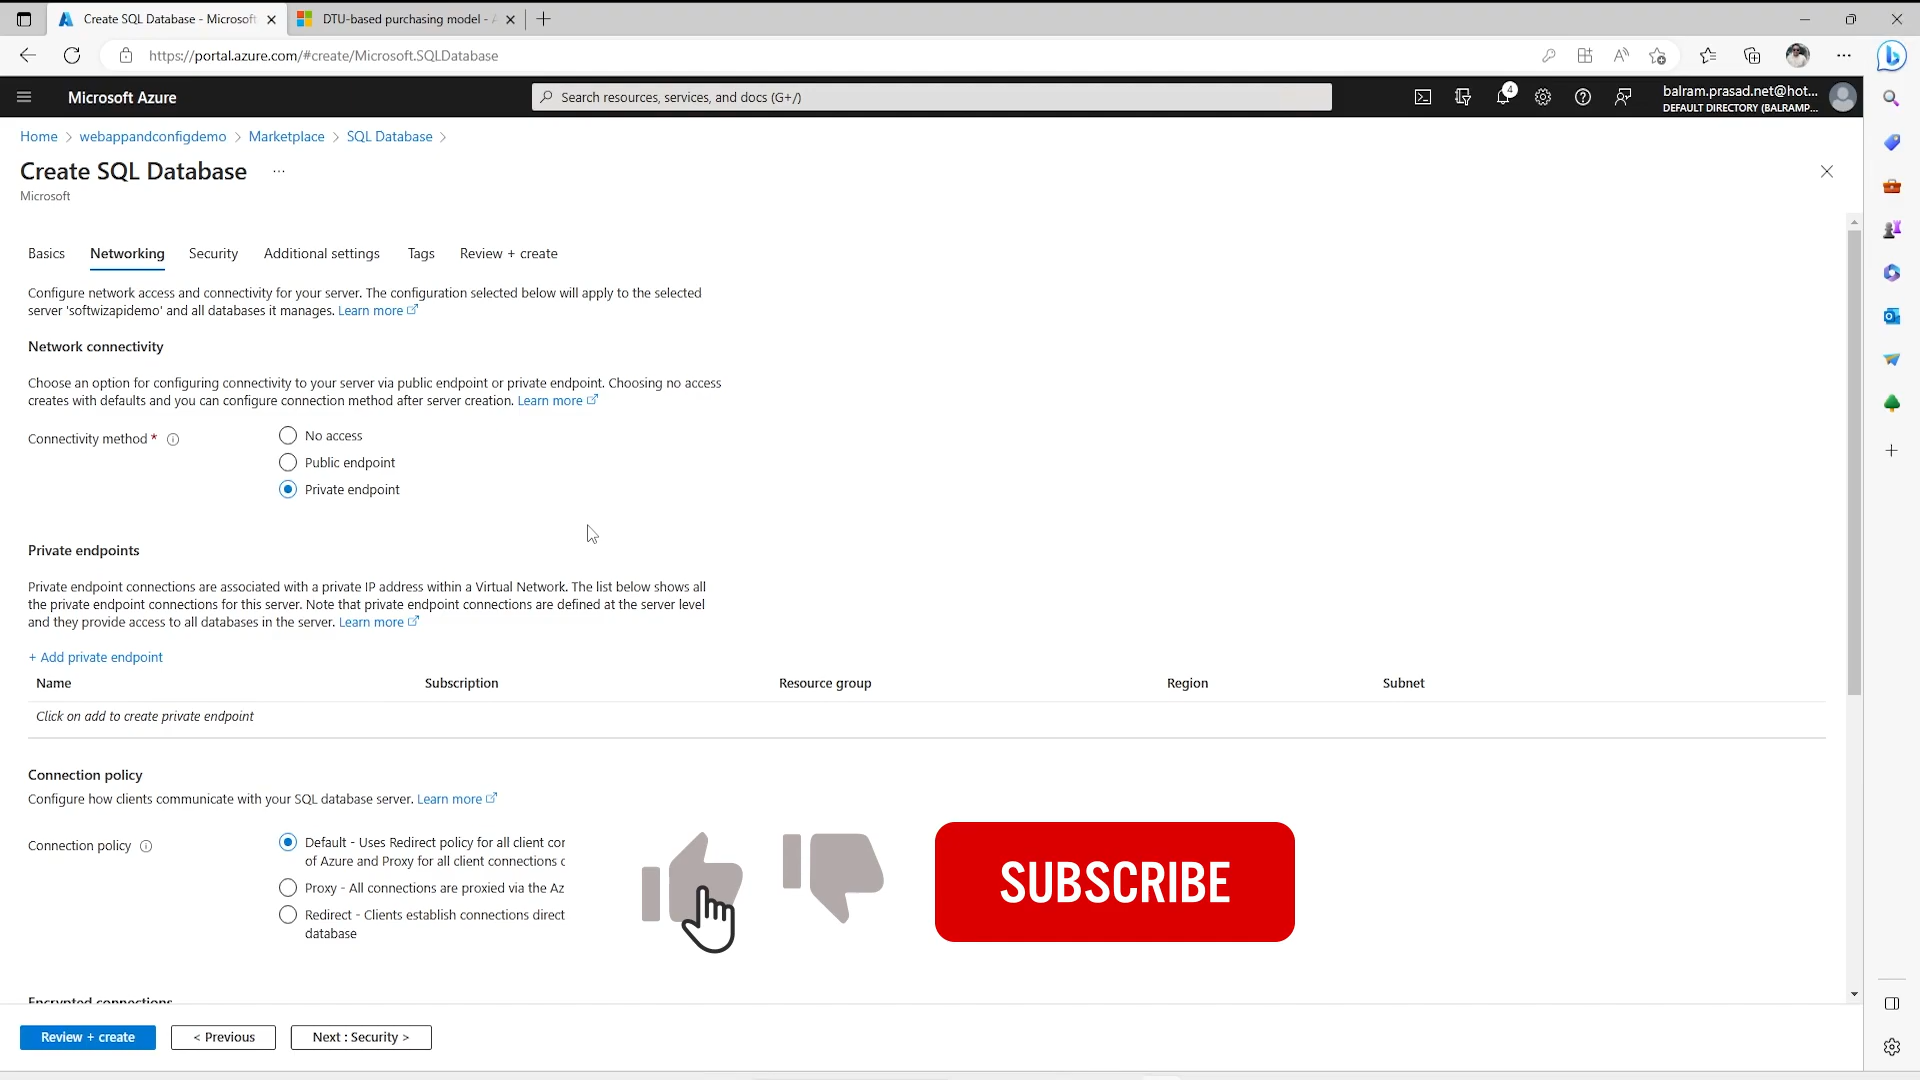 Create SQL Database - Microsoft
DTU-based purchasing model -
https://portal.azure.com/#create/Microsoft.SQLDatabase
Microsoft Azure
Search resources, services, and docs (G+/)
4
balram.prasad.net@hot...
DEFAULT DIRECTORY (BALRAMP...
Home > webappandconfigdemo > Marketplace > SQL Database >
Create SQL Database ...
Microsoft
Basics Networking Security Additional settings Tags Review + create
Configure network access and connectivity for your server. The configuration selected below will apply to the selected
server 'softwizapidemo' and all databases it manages. Learn more
Network connectivity
Choose an option for configuring connectivity to your server via public endpoint or private endpoint. Choosing no access
creates with defaults and you can configure connection method after server creation. Learn more
Connectivity method *
No access
Public endpoint
Private endpoint
Private endpoints
Private endpoint connections are associated with a private IP address within a Virtual Network. The list below shows all
the private endpoint connections for this server. Note that private endpoint connections are defined at the server level
and they provide access to all databases in the server. Learn more
+ Add private endpoint
Name Subscription Resource group Region Subnet
Click on add to create private endpoint
Connection policy
Configure how clients communicate with your SQL database server. Learn more
Connection policy
Default - Uses Redirect policy for all client cor
of Azure and Proxy for all client connections c
Proxy - All connections are proxied via the Az
Redirect - Clients establish connections direct
database
SUBSCRIBE
Encrypted connections
Review + create < Previous Next : Security >